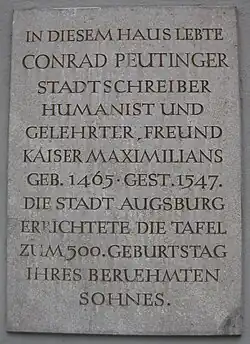 IN DIESEM HAUS LEBTE
CONRAD PEUTINGER
STADTSCHREIBER
HUMANIST UND
GELEHRTER, FREUND
KAISER MAXIMILIANS
GEB. 1465 · GEST. 1547.
DIE STADT AUGSBURG
ERRICHTETE DIE TAFEL
ZUM 500. GEBURTSTAG
IHRES BERUEHMTEN
SOHNES.